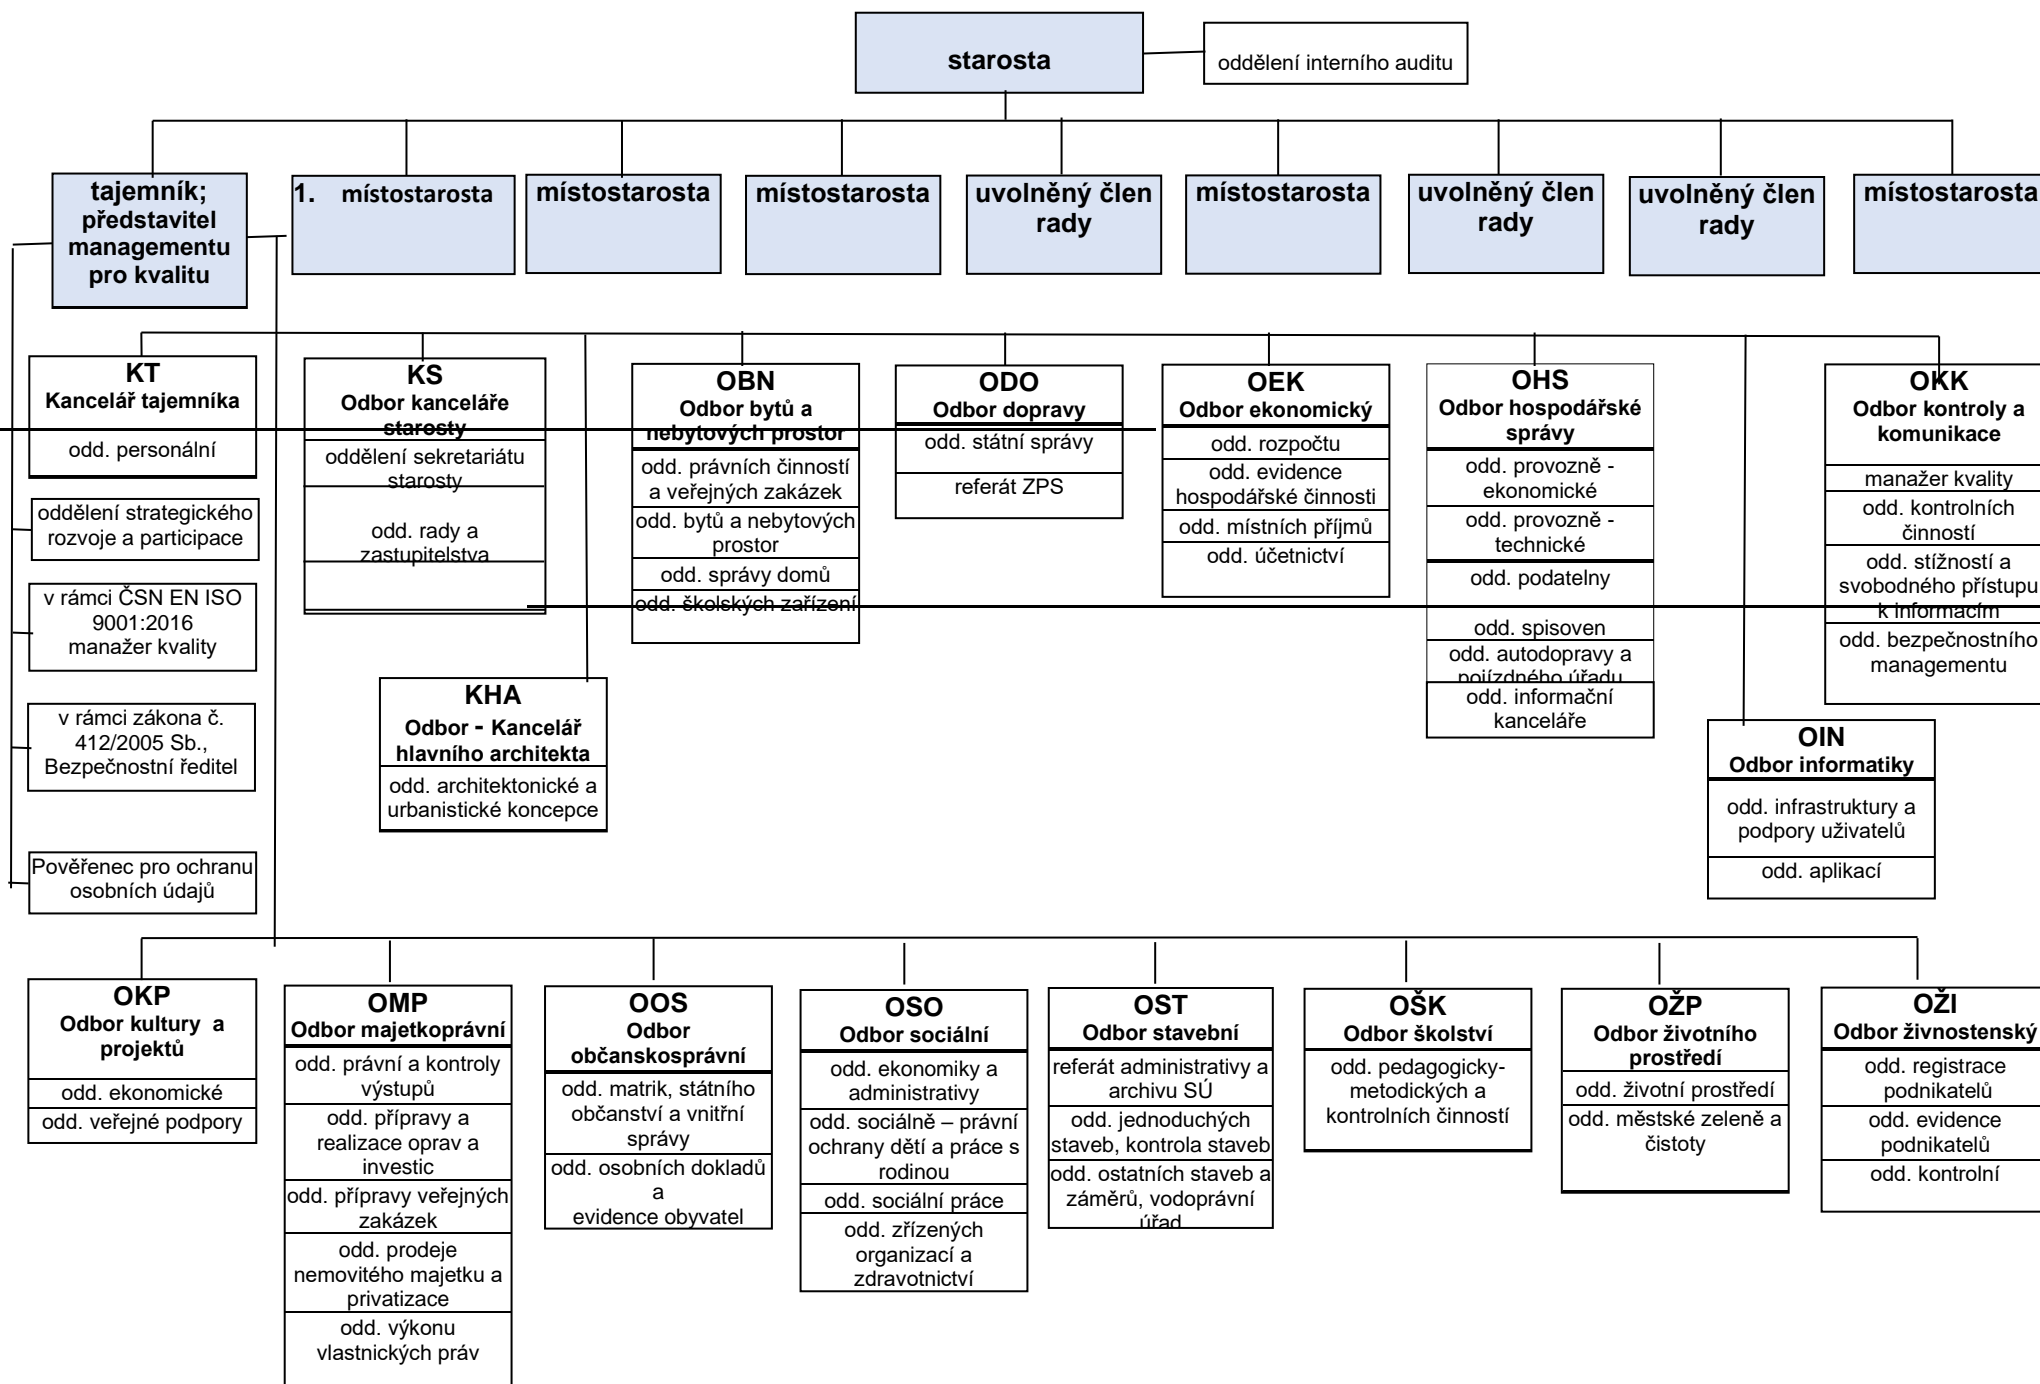 starosta
oddělení interního auditu
tajemník;
představitel
managementu
pro kvalitu
1. místostarosta
místostarosta
místostarosta
uvolněný člen
rady
místostarosta
uvolněný člen
rady
uvolněný člen
rady
místostarosta
KT
Kancelář tajemníka
odd. personální
oddělení strategického
rozvoje a participace
v rámci ČSN EN ISO
9001:2016
manažer kvality
v rámci zákona č.
412/2005 Sb.,
Bezpečnostní ředitel
Pověřenec pro ochranu
osobních údajů
KS
Odbor kanceláře
starosty
oddělení sekretariátu
starosty
odd. rady a
zastupitelstva
KHA
Odbor - Kancelář
hlavního architekta
odd. architektonické a
urbanistické koncepce
OBN
Odbor bytů a
nebytových prostor
odd. právních činností
a veřejných zakázek
odd. bytů a nebytových
prostor
odd. správy domů
odd. školských zařízení
ODO
Odbor dopravy
odd. státní správy
referát ZPS
OEK
Odbor ekonomický
odd. rozpočtu
odd. evidence
hospodářské činnosti
odd. místních příjmů
odd. účetnictví
OHS
Odbor hospodářské
správy
odd. provozně -
ekonomické
odd. provozně -
technické
odd. podatelny
odd. spisoven
odd. autodopravy a
pojízdného úřadu
odd. informační
kanceláře
OKK
Odbor kontroly a
komunikace
manažer kvality
odd. kontrolních
činností
odd. stížností a
svobodného přístupu
k informacím
odd. bezpečnostního
managementu
OIN
Odbor informatiky
odd. infrastruktury a
podpory uživatelů
odd. aplikací
OKP
Odbor kultury a
projektů
odd. ekonomické
odd. veřejné podpory
OMP
Odbor majetkoprávní
odd. právní a kontroly
výstupů
odd. přípravy a
realizace oprav a
investic
odd. přípravy veřejných
zakázek
odd. prodeje
nemovitého majetku a
privatizace
odd. výkonu
vlastnických práv
OOS
Odbor
občanskosprávní
odd. matrik, státního
občanství a vnitřní
správy
odd. osobních dokladů
a
evidence obyvatel
OSO
Odbor sociální
odd. ekonomiky a
administrativy
odd. sociálně – právní
ochrany dětí a práce s
rodinou
odd. sociální práce
odd. zřízených
organizací a
zdravotnictví
OST
Odbor stavební
referát administrativy a
archivu SÚ
odd. jednoduchých
staveb, kontrola staveb
odd. ostatních staveb a
záměrů, vodoprávní
úřad
OŠK
Odbor školství
odd. pedagogicky-
metodických a
kontrolních činností
OŽP
Odbor životního
prostředí
odd. životní prostředí
odd. městské zeleně a
čistoty
OŽI
Odbor živnostenský
odd. registrace
podnikatelů
odd. evidence
podnikatelů
odd. kontrolní